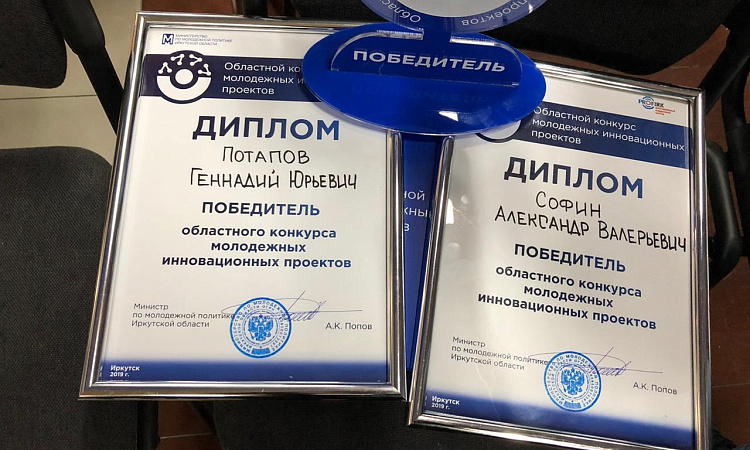 МИНИСТЕРСТВО
ПО МОЛОДЕЖНОЙ ПОЛИТИКЕ
ИРКУТСКОЙ ОБЛАСТИ
Областной конкурс
молодежных
проектов
ДИПЛОМ
ПОТАПОВ
ГЕННАДИЙ ЮРЬЕВИЧ
ПОБЕДИТЕЛЬ
областного конкурса
молодежных
инновационных проектов
Министр
по молодежной политике
Иркутской области
А.К. Попов
Иркутск
2019 г.
проектов
ПОБЕДИТЕЛЬ
Областной конкурс
молодежных инновационных
проектов
ДИПЛОМ
СОФИН
АЛЕКСАНДР ВАЛЕРЬЕВИЧ
ПОБЕДИТЕЛЬ
областного конкурса
молодежных
инновационных проектов
Министр
по молодежной политике
Иркутской области
А.К. Попов
Иркутск
2019 г.